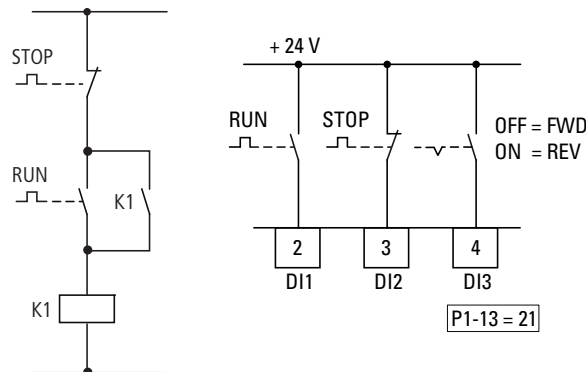 STOP
RUN
K1
K1
+ 24 V
RUN
STOP
OFF = FWD
ON = REV
2
3
4
DI1
DI2
DI3
P1-13 = 21